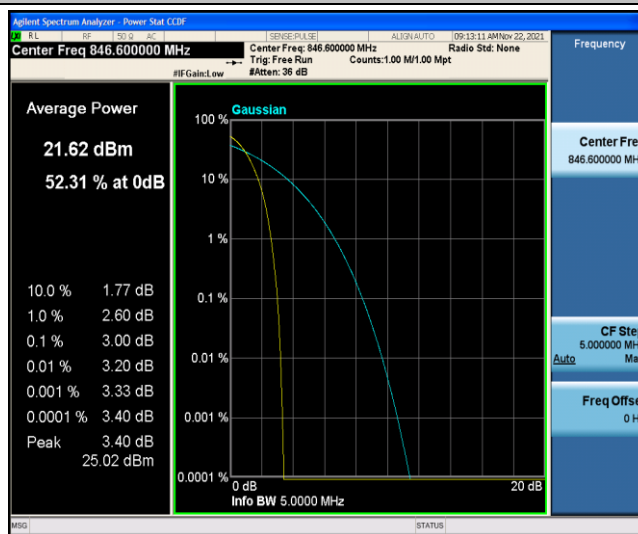 Agilent Spectrum Analyzer - Power Stat CCDF
RL RF 50 Ω AC SENSE:PULSE ALIGN AUTO 09:13:11 AM Nov 22, 2021
Center Freq 846.600000 MHz
Center Freq: 846.600000 MHz Radio Std: None
Trig: Free Run Counts:1.00 M/1.00 Mpt
#IFGain:Low #Atten: 36 dB
Frequency
Average Power
21.62 dBm
52.31 % at 0dB
10.0 % 1.77 dB
1.0 % 2.60 dB
0.1 % 3.00 dB
0.01 % 3.20 dB
0.001 % 3.33 dB
0.0001 % 3.40 dB
Peak 3.40 dB
25.02 dBm
Gaussian
100 %
10 %
1 %
0.1 %
0.01 %
0.001 %
0.0001 %
0 dB 20 dB
Info BW 5.0000 MHz
Center Fre
846.600000 MH
CF Ste
5.000000 MH
Auto Ma
Freq Offse
0 H
MSG STATUS